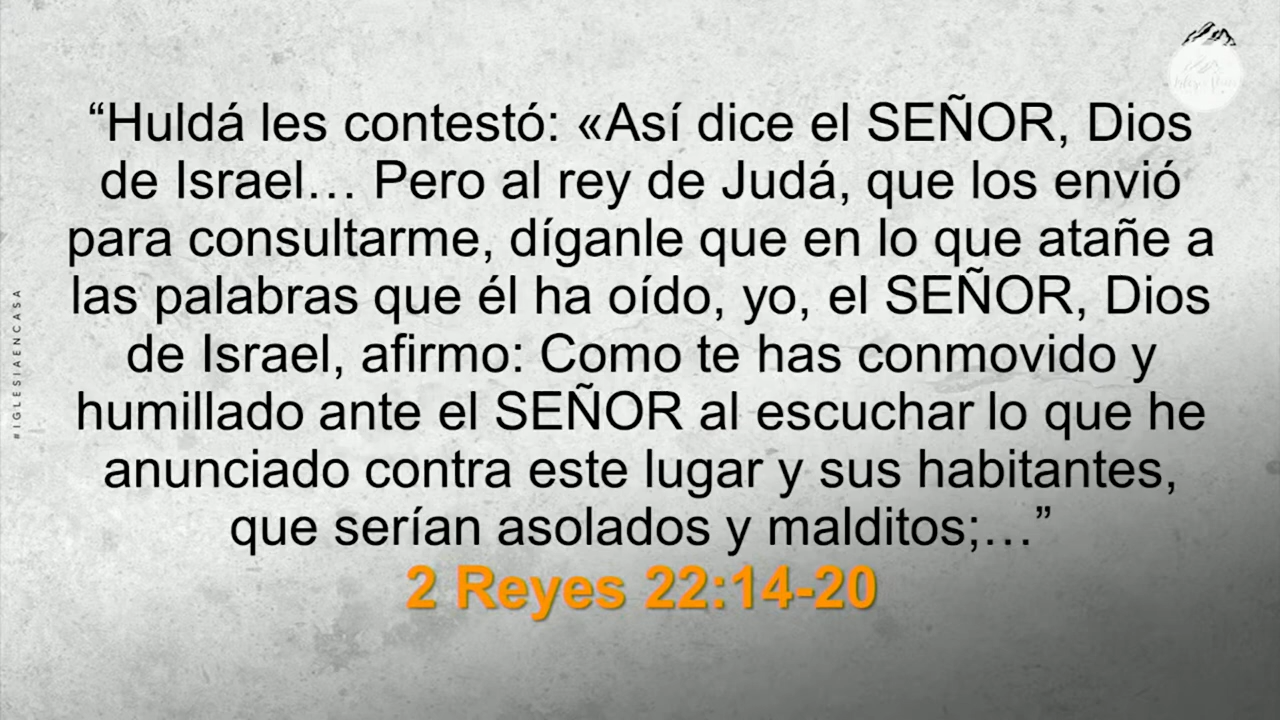 “Huldá les contestó: «Así dice el SEÑOR, Dios
de Israel… Pero al rey de Judá, que los envió
para consultarme, díganle que en lo que atañe a
las palabras que él ha oído, yo, el SEÑOR, Dios
de Israel, afirmo: Como te has conmovido y
humillado ante el SEÑOR al escuchar lo que he
anunciado contra este lugar y sus habitantes,
que serían asolados y malditos;…”
2 Reyes 22:14-20
#IGLESIAENCASA